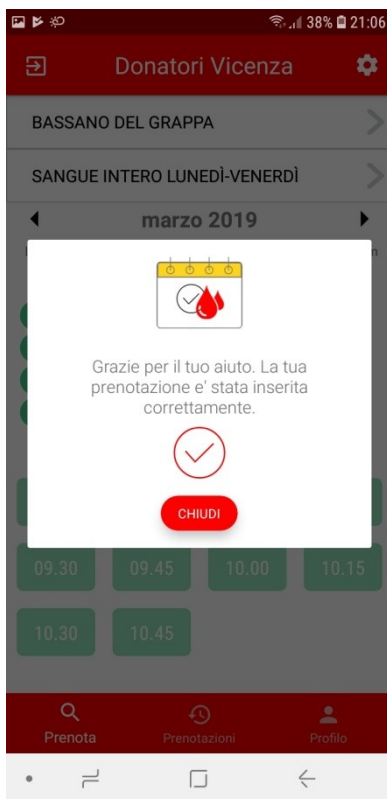 38% 21:06
Donatori Vicenza
BASSANO DEL GRAPPA
SANGUE INTERO LUNEDÌ-VENERDÌ
marzo 2019
Grazie per il tuo aiuto. La tua
prenotazione e' stata inserita
correttamente.
CHIUDI
09.30 09.45 10.00 10.15
10.30 10.45
Prenota Prenotazioni Profilo